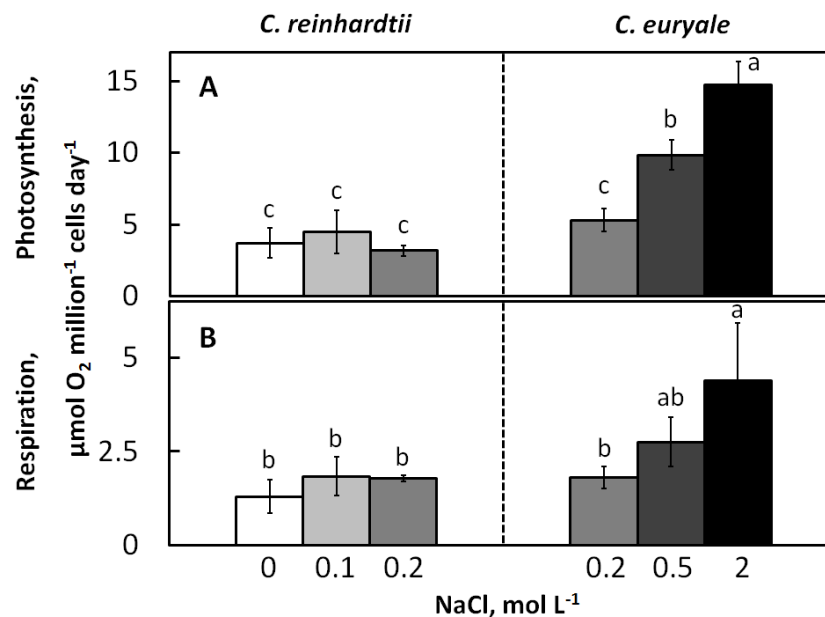 C. reinhardtii C. euryale
Photosynthesis,
Respiration,
µmol O₂ million⁻¹ cells day⁻¹
A
15
10
5
0
c c c c b a
B
5
2.5
0
b b b b ab a
0 0.1 0.2 0.2 0.5 2
NaCl, mol L⁻¹